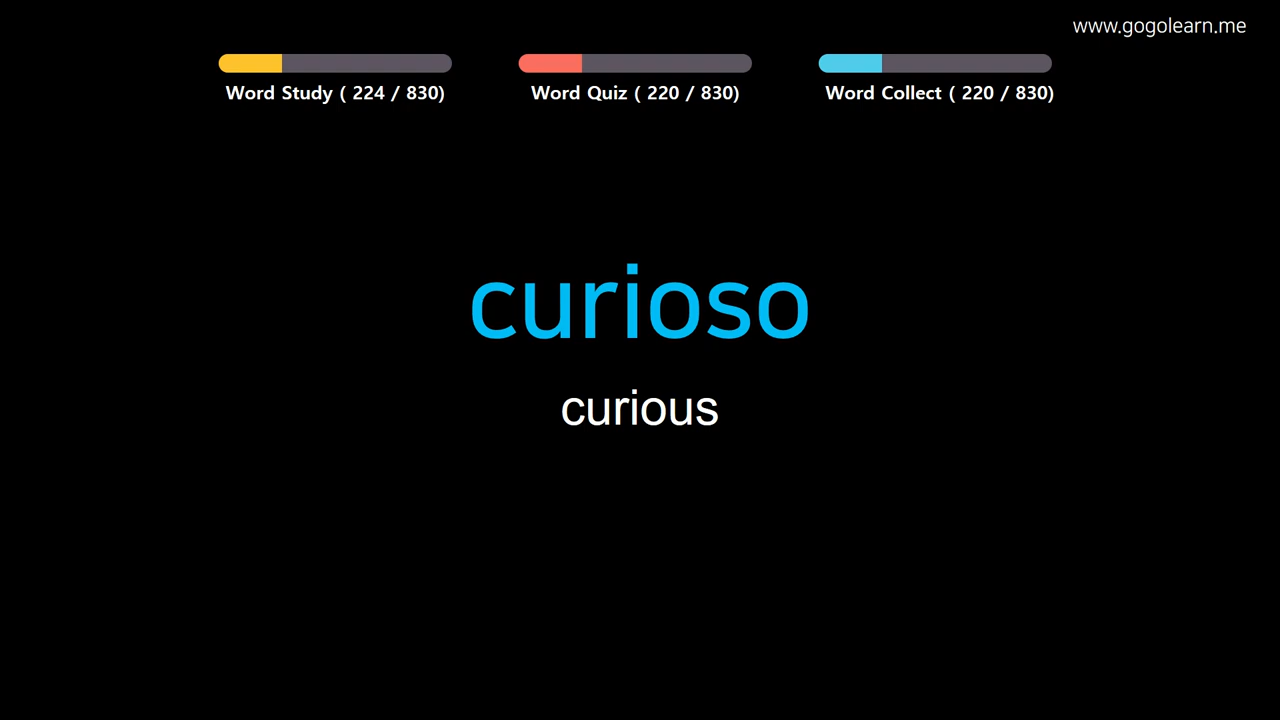 www.gogolearn.me
Word Study ( 224 / 830)
Word Quiz ( 220 / 830)
Word Collect ( 220 / 830)
curioso
curious